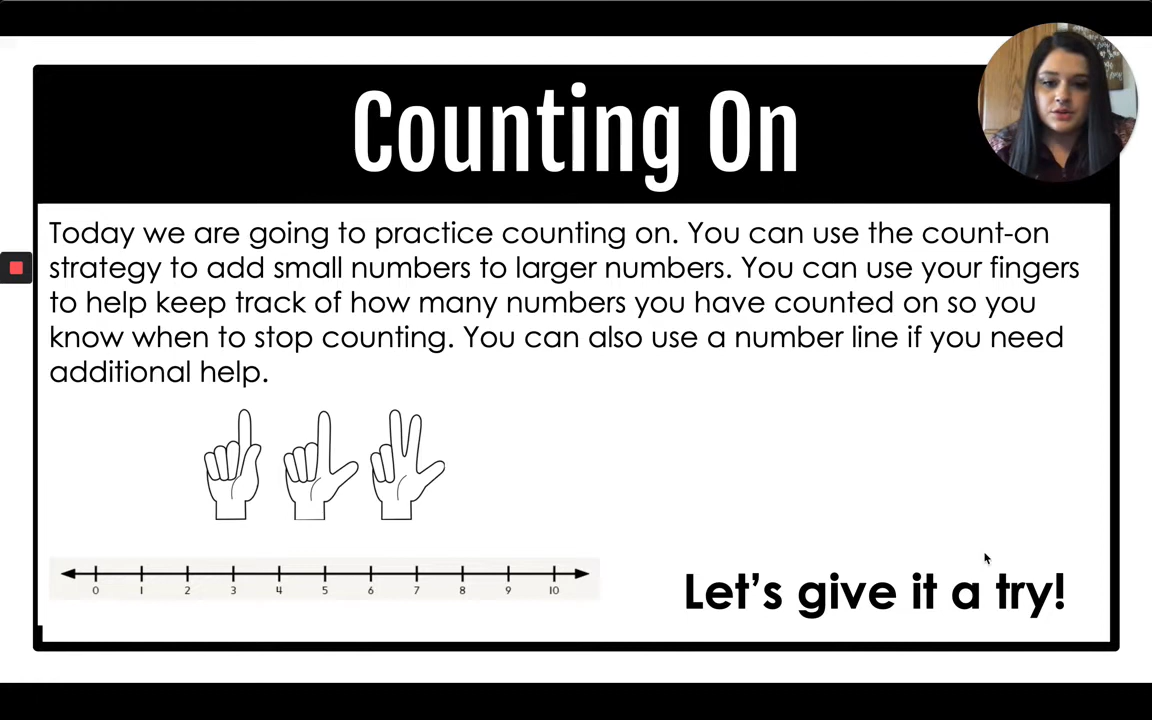 Counting On
Today we are going to practice counting on. You can use the count-on
strategy to add small numbers to larger numbers. You can use your fingers
to help keep track of how many numbers you have counted on so you
know when to stop counting. You can also use a number line if you need
additional help.
0 1 2 3 4 5 6 7 8 9 10
Let's give it a try!